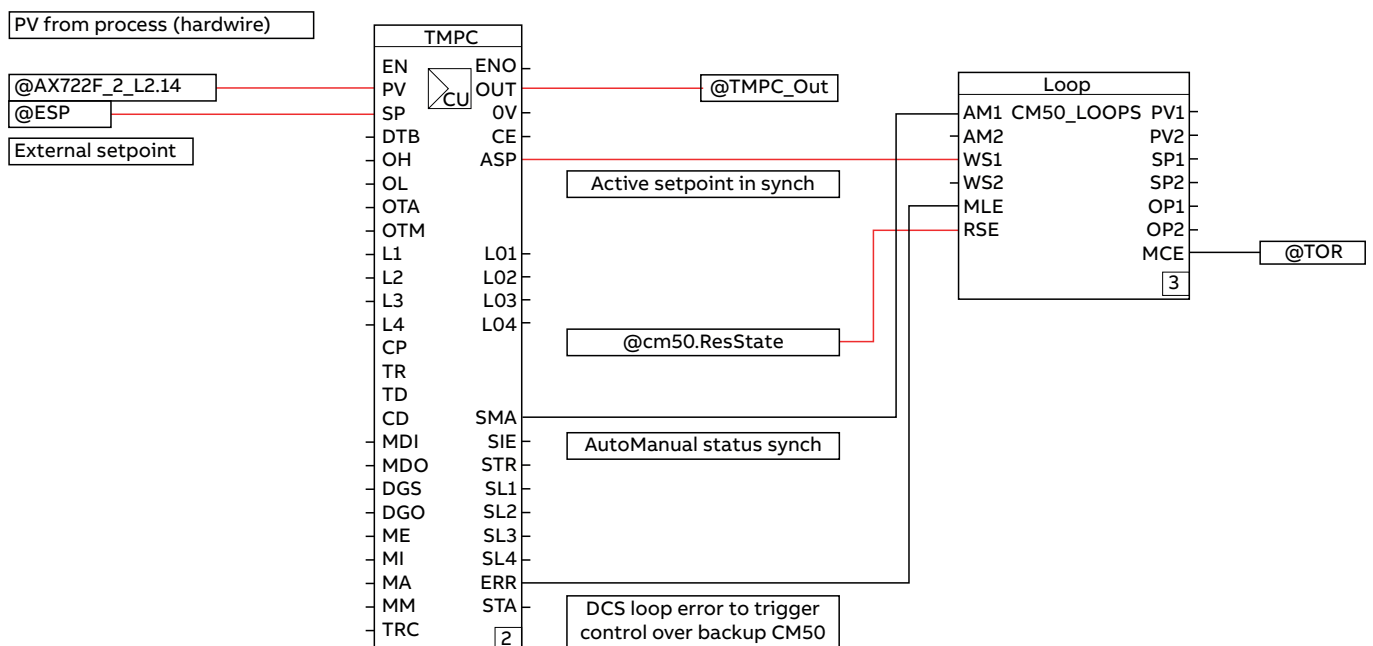 PV from process (hardwire)
@AX722F_2_L2.14
@ESP
External setpoint
TMPC
CU
EN
PV
SP
DTB
OH
OL
OTA
OTM
L1
L2
L3
L4
CP
TR
TD
CD
MDI
MDO
DGS
DGO
ME
MI
MA
MM
TRC
ENO
OUT
0V
CE
ASP
L01
L02
L03
L04
SMA
SIE
STR
SL1
SL2
SL3
SL4
ERR
STA
2
@TMPC_Out
Active setpoint in synch
@cm50.ResState
AutoManual status synch
DCS loop error to trigger
control over backup CM50
Loop
CM50_LOOPS
AM1
AM2
WS1
WS2
MLE
RSE
PV1
PV2
SP1
SP2
OP1
OP2
MCE
3
@TOR